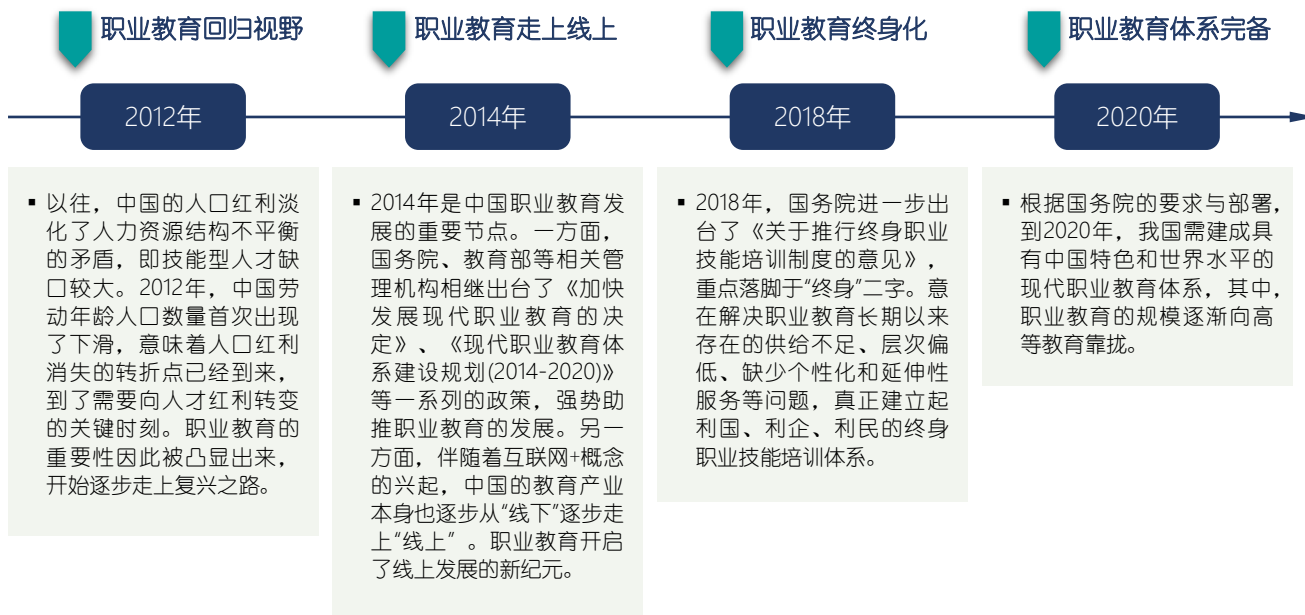 职业教育回归视野
职业教育走上线上
职业教育终身化
职业教育体系完备
2012年
2014年
2018年
2020年
▪ 以往，中国的人口红利淡
化了人力资源结构不平衡
的矛盾，即技能型人才缺
口较大。2012年，中国劳
动年龄人口数量首次出现
了下滑，意味着人口红利
消失的转折点已经到来，
到了需要向人才红利转变
的关键时刻。职业教育的
重要性因此被凸显出来，
开始逐步走上复兴之路。
▪ 2014年是中国职业教育发
展的重要节点。一方面，
国务院、教育部等相关管
理机构相继出台了《加快
发展现代职业教育的决
定》、《现代职业教育体
系建设规划(2014-2020)》
等一系列的政策，强势助
推职业教育的发展。另一
方面，伴随着互联网+概念
的兴起，中国的教育产业
本身也逐步从“线下”逐步走
上“线上” 。职业教育开启
了线上发展的新纪元。
▪ 2018年，国务院进一步出
台了《关于推行终身职业
技能培训制度的意见》，
重点落脚于“终身”二字。意
在解决职业教育长期以来
存在的供给不足、层次偏
低、缺少个性化和延伸性
服务等问题，真正建立起
利国、利企、利民的终身
职业技能培训体系。
▪ 根据国务院的要求与部署，
到2020年，我国需建成具
有中国特色和世界水平的
现代职业教育体系，其中，
职业教育的规模逐渐向高
等教育靠拢。